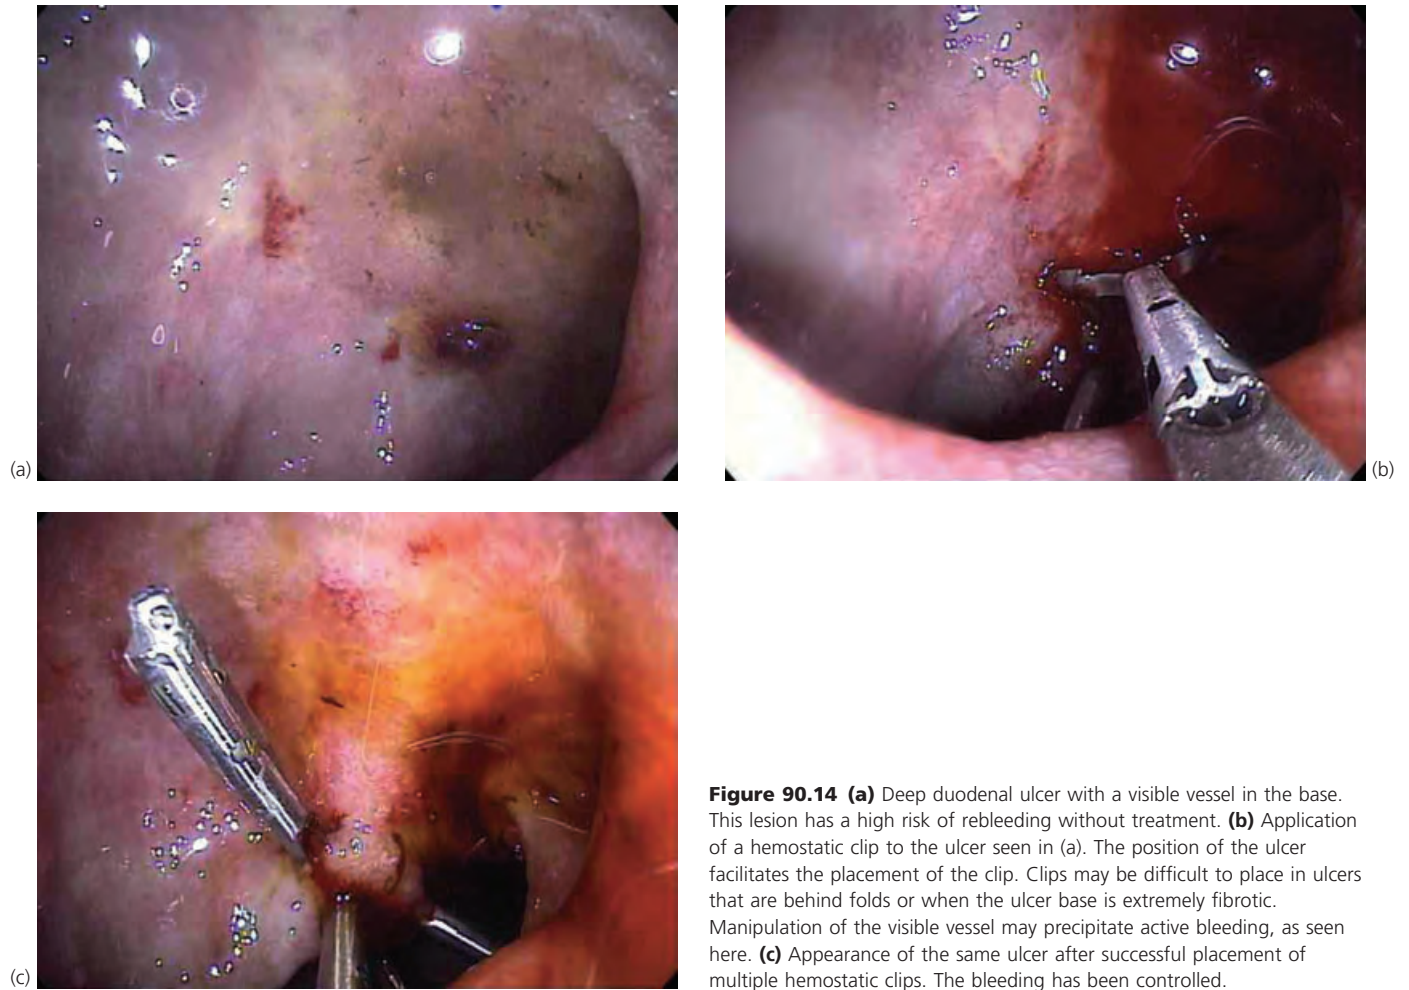 (a)
(b)
(c)
Figure 90.14 (a) Deep duodenal ulcer with a visible vessel in the base.
This lesion has a high risk of rebleeding without treatment. (b) Application
of a hemostatic clip to the ulcer seen in (a). The position of the ulcer
facilitates the placement of the clip. Clips may be difficult to place in ulcers
that are behind folds or when the ulcer base is extremely fibrotic.
Manipulation of the visible vessel may precipitate active bleeding, as seen
here. (c) Appearance of the same ulcer after successful placement of
multiple hemostatic clips. The bleeding has been controlled.